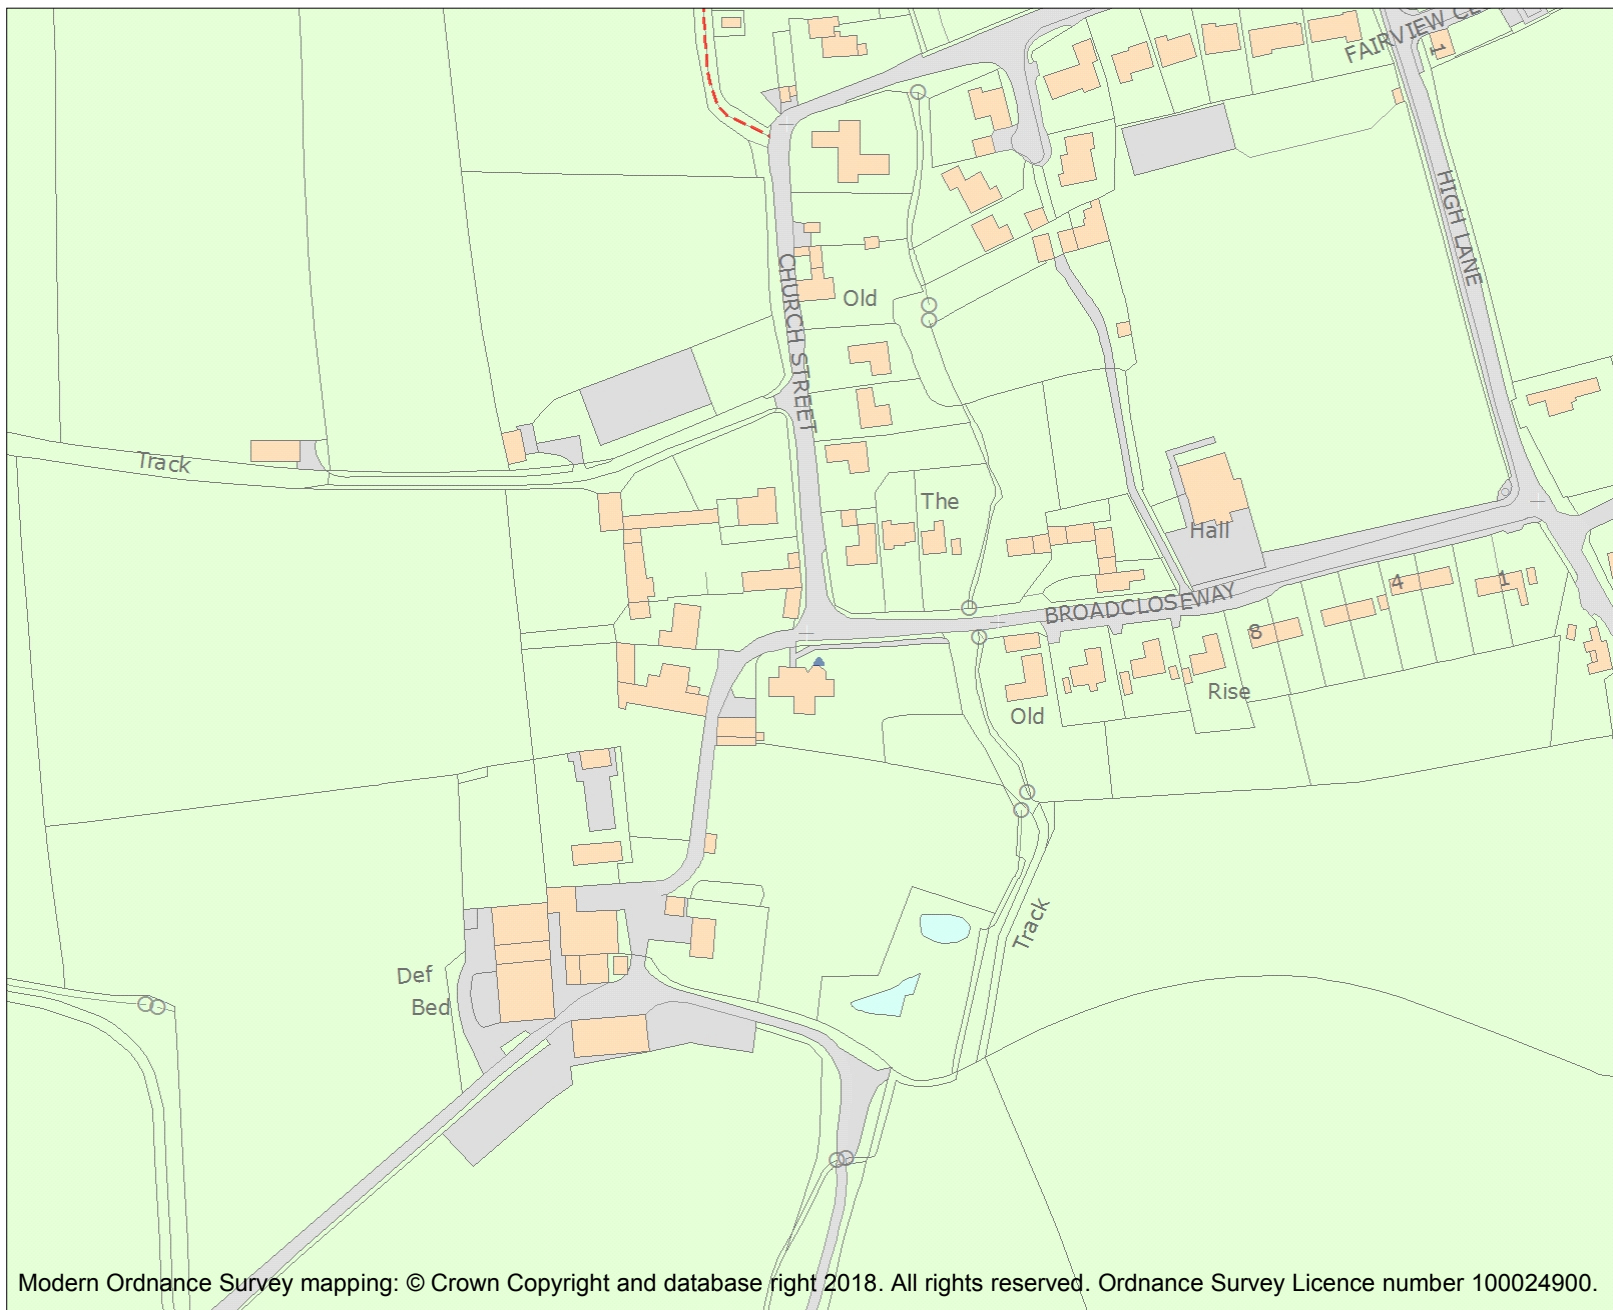 FAIRVIEW CL
1
HIGH LANE
CHURCH STREET
Old
Track
The
Hall
BROADCLOSEWAY
4
1
8
Rise
Old
Track
Def
Bed
Modern Ordnance Survey mapping: © Crown Copyright and database right 2018. All rights reserved. Ordnance Survey Licence number 100024900.